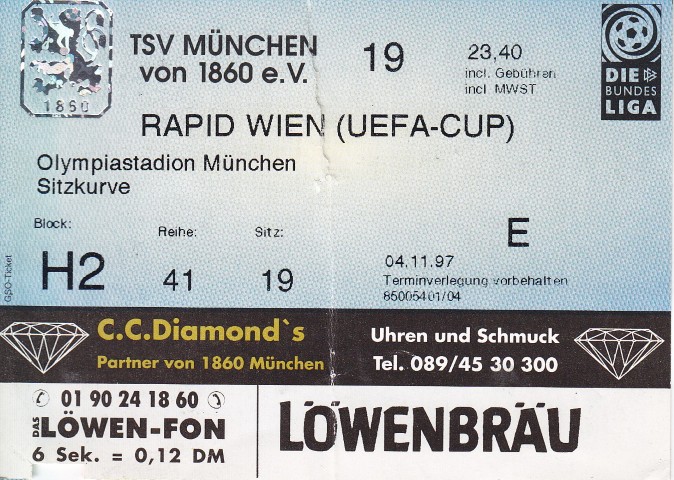 TSV MÜNCHEN
von 1860 e.V.
19
23,40
incl. Gebühren
incl. MWST
1860
DIE
BUNDES
LIGA
RAPID WIEN (UEFA-CUP)
Olympiastadion München
Sitzkurve
Block:
Reihe:
Sitz:
H2
41
19
E
04.11.97
Terminverlegung vorbehalten
85005401/04
GSO-Ticket
C.C.Diamond`s
Partner von 1860 München
Uhren und Schmuck
Tel. 089/45 30 300
01 90 24 18 60
DAS LÖWEN-FON
6 Sek. = 0,12 DM
LÖWENBRÄU